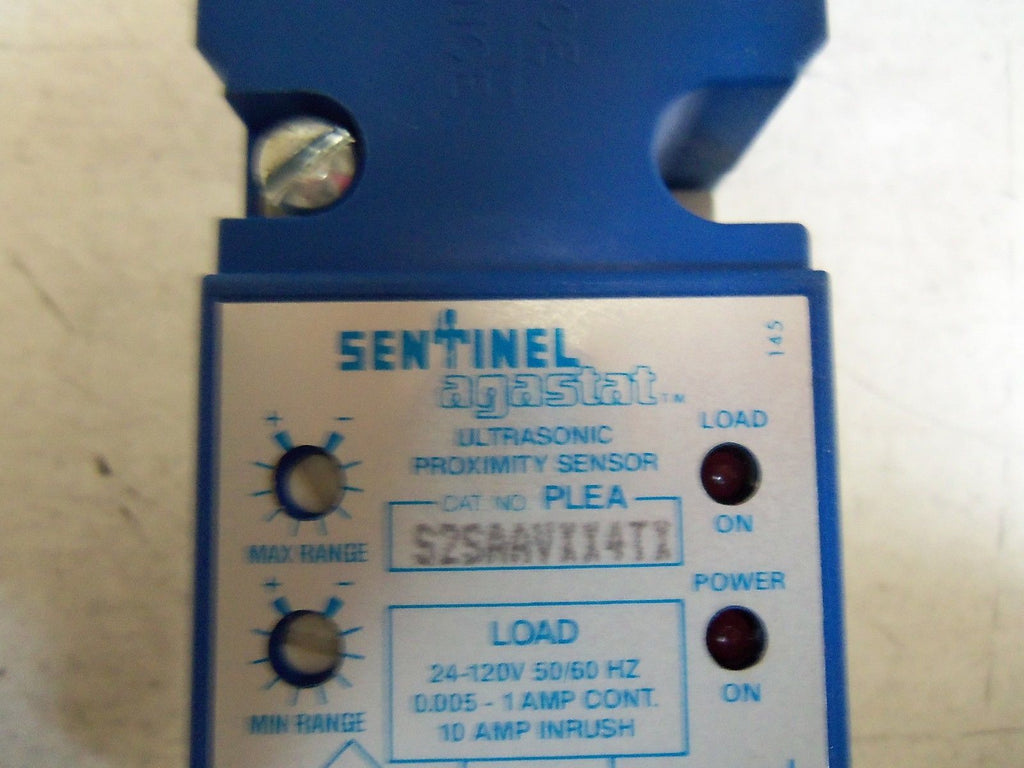 SENTINEL
agastat™
145
ULTRASONIC
PROXIMITY SENSOR
CAT. NO. PLEA
S2SAAVXX4TX
+ -
MAX RANGE
+ -
MIN RANGE
LOAD
ON
POWER
ON
LOAD
24-120V 50/60 HZ
0.005 - 1 AMP CONT.
10 AMP INRUSH